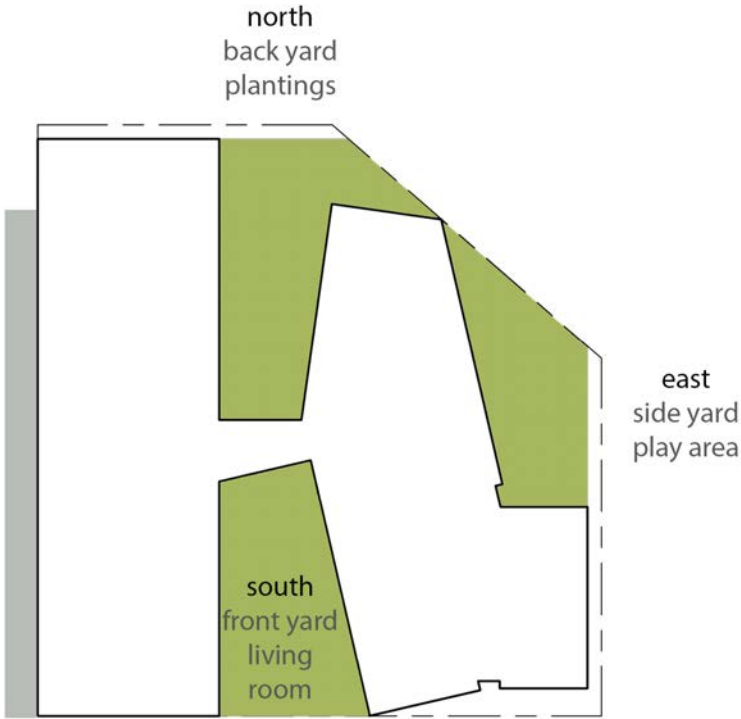 north
back yard
plantings
east
side yard
play area
south
front yard
living
room